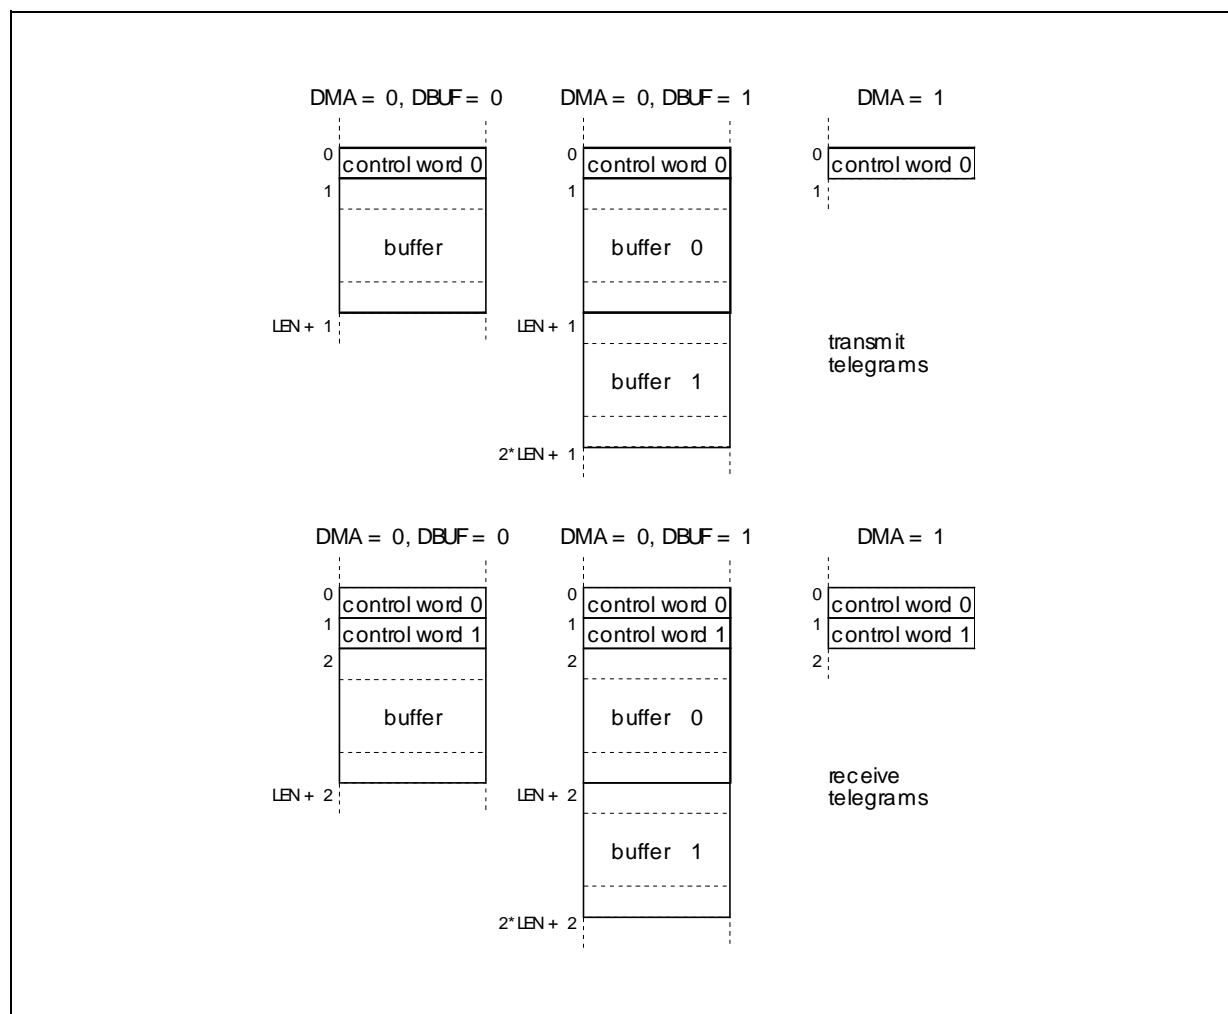 DMA = 0, DBUF = 0 DMA = 0, DBUF = 1 DMA = 1
0 control word 0 0 control word 0 0 control word 0
1 1 1
buffer buffer 0
LEN + 1 LEN + 1
transmit
telegrams
buffer 1
2*LEN + 1
DMA = 0, DBUF = 0 DMA = 0, DBUF = 1 DMA = 1
0 control word 0 0 control word 0 0 control word 0
1 control word 1 1 control word 1 1 control word 1
2 2 2
buffer buffer 0
LEN + 2 LEN + 2
receive
telegrams
buffer 1
2*LEN + 2